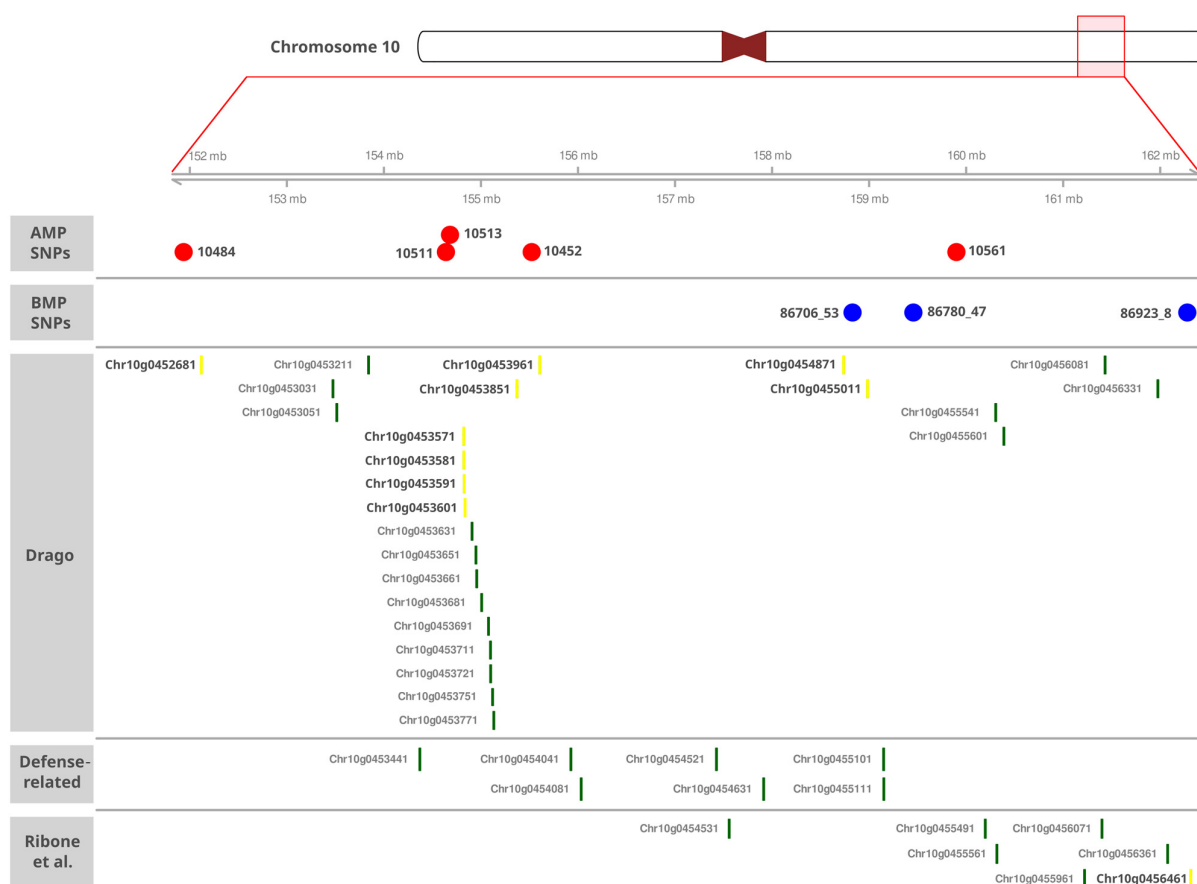 Chromosome 10
152 mb 154 mb 156 mb 158 mb 160 mb 162 mb
153 mb 155 mb 157 mb 159 mb 161 mb
AMP
SNPs
10513
10484 10511 10452 10561
BMP
SNPs
86706_53 86780_47 86923_8
Drago
Chr10g0452681 Chr10g0453211 Chr10g0453961 Chr10g0454871 Chr10g0456081
Chr10g0453031 Chr10g0453851 Chr10g0455011 Chr10g0456331
Chr10g0453051 Chr10g0455541
Chr10g0453571 Chr10g0455601
Chr10g0453581
Chr10g0453591
Chr10g0453601
Chr10g0453631
Chr10g0453651
Chr10g0453661
Chr10g0453681
Chr10g0453691
Chr10g0453711
Chr10g0453721
Chr10g0453751
Chr10g0453771
Defense-
related
Chr10g0453441 Chr10g0454041 Chr10g0454521 Chr10g0455101
Chr10g0454081 Chr10g0454631 Chr10g0455111
Ribone
et al.
Chr10g0454531 Chr10g0455491 Chr10g0456071
Chr10g0455561 Chr10g0456361
Chr10g0455961 Chr10g0456461